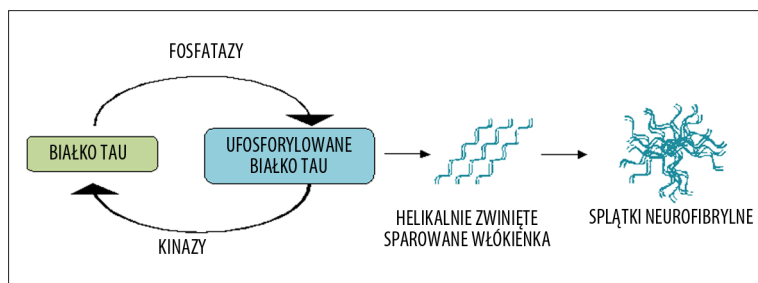 FOSFATAZY
BIAŁKO TAU
UFOSFORYLOWANE
BIAŁKO TAU
KINAZY
HELIKALNIE ZWINIĘTE
SPAROWANE WŁÓKIENKA
SPLĄTKI NEUROFIBRYLNE